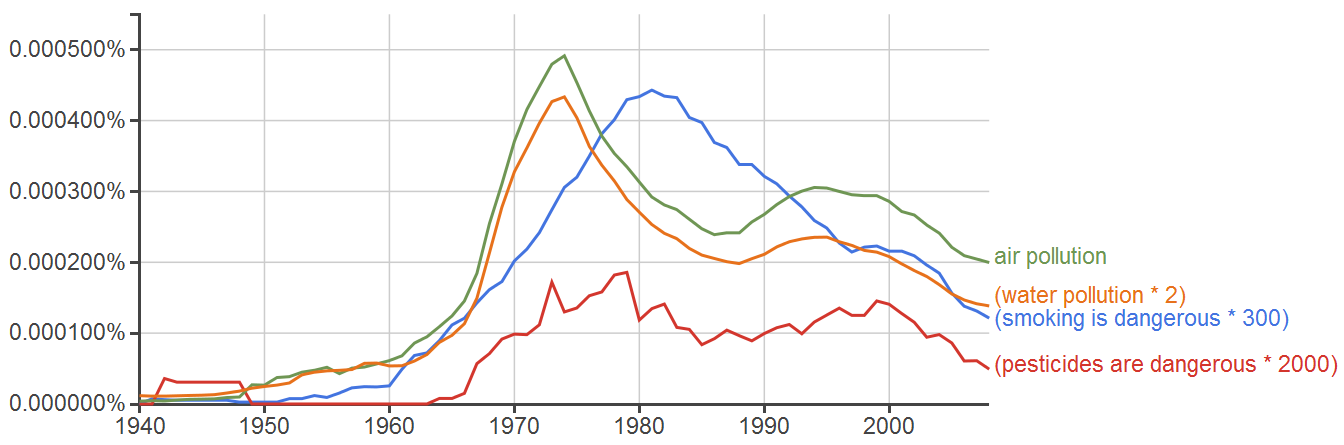 0.000500%
0.000400%
0.000300%
0.000200%
0.000100%
0.000000%
1940 1950 1960 1970 1980 1990 2000
air pollution
(water pollution * 2)
(smoking is dangerous * 300)
(pesticides are dangerous * 2000)